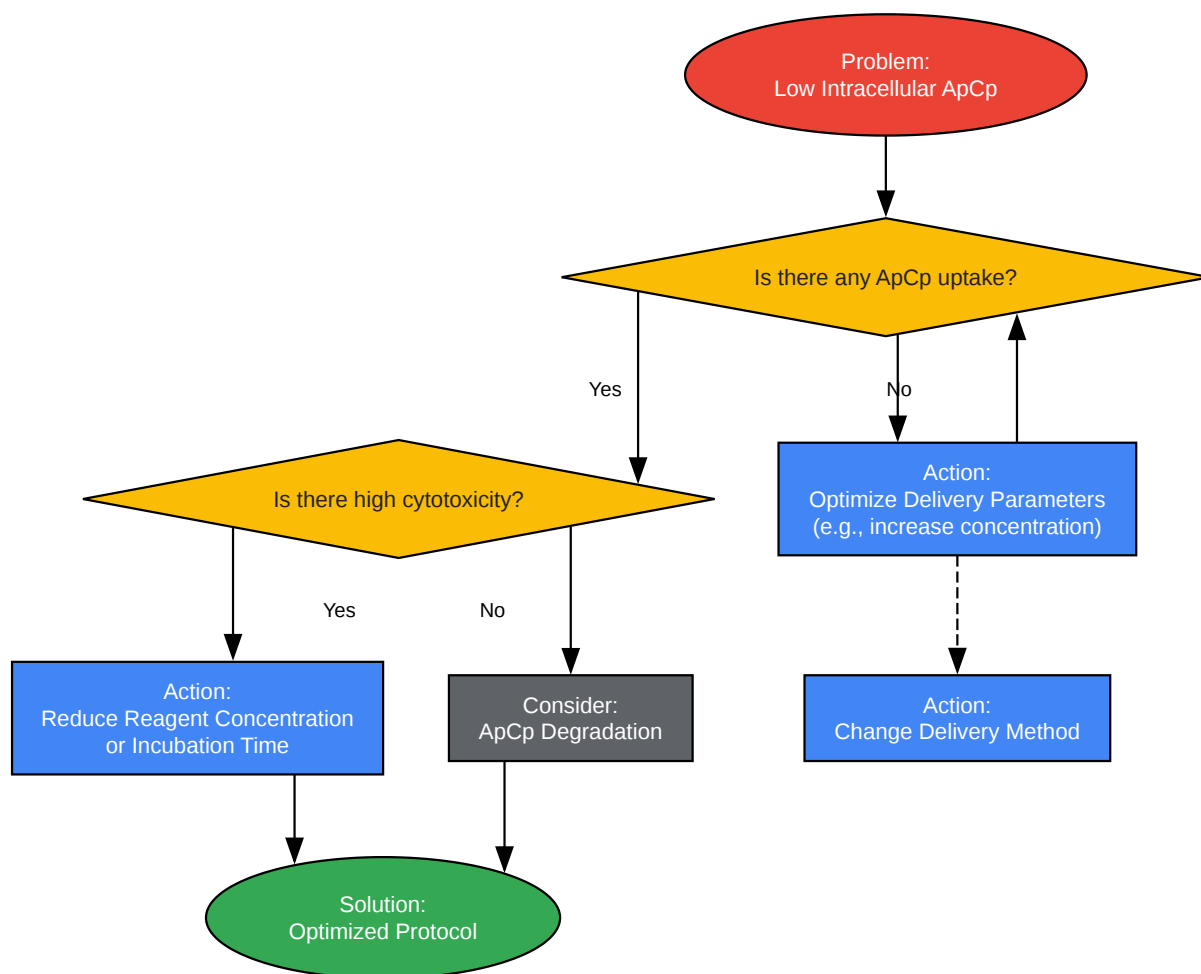 Problem:
Low Intracellular ApCp
Is there any ApCp uptake?
Yes
No
Is there high cytotoxicity?
Action:
Optimize Delivery Parameters
(e.g., increase concentration)
Yes
No
Action:
Reduce Reagent Concentration
or Incubation Time
Consider:
ApCp Degradation
Action:
Change Delivery Method
Solution:
Optimized Protocol